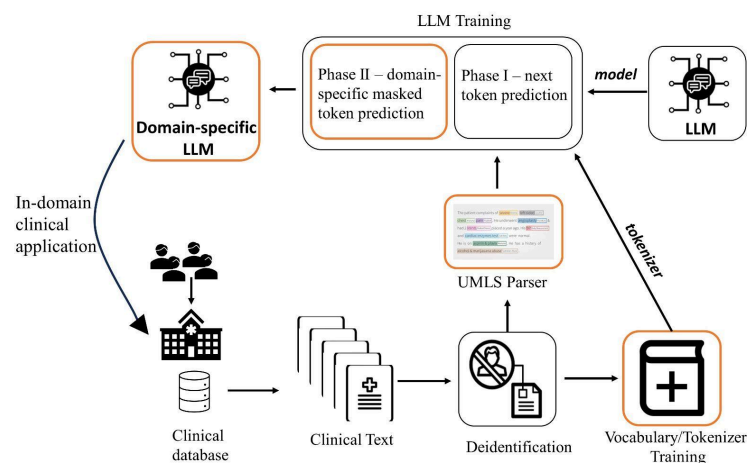 LLM Training
Phase II – domain-
specific masked
token prediction
Phase I – next
token prediction
model
LLM
Domain-specific
LLM
In-domain
clinical
application
tokenizer
UMLS Parser
Clinical
database
Clinical Text
Deidentification
Vocabulary/Tokenizer
Training